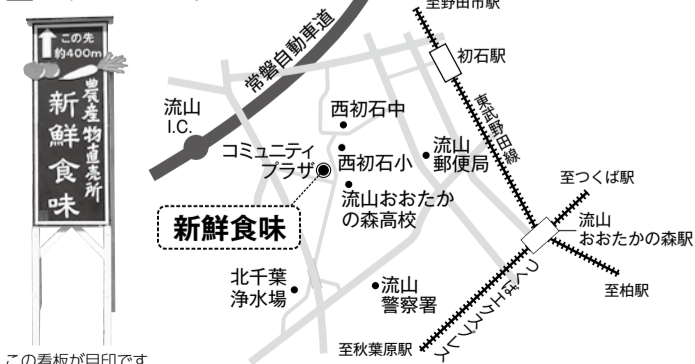 この先
約400m
農産物直売所
新鮮食味
この看板が目印です
至野田市駅
初石駅
常磐自動車道
東武野田線
流山
I.C.
西初石中
コミュニティ
プラザ
西初石小
流山
郵便局
流山おおたか
の森高校
至つくば駅
新鮮食味
流山
おおたかの森駅
北千葉
浄水場
流山
警察署
至柏駅
つくばエクスプレス
至秋葉原駅